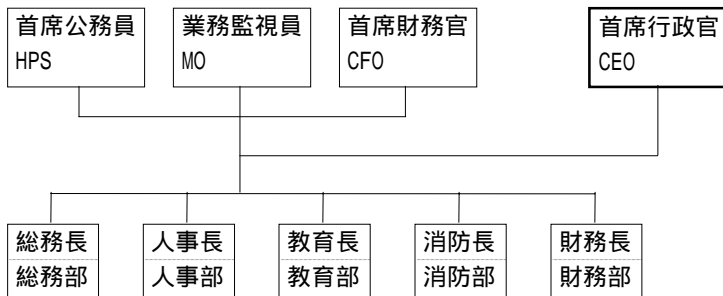 首席公務員
HPS
業務監視員
MO
首席財務官
CFO
首席行政官
CEO
総務長
総務部
人事長
人事部
教育長
教育部
消防長
消防部
財務長
財務部